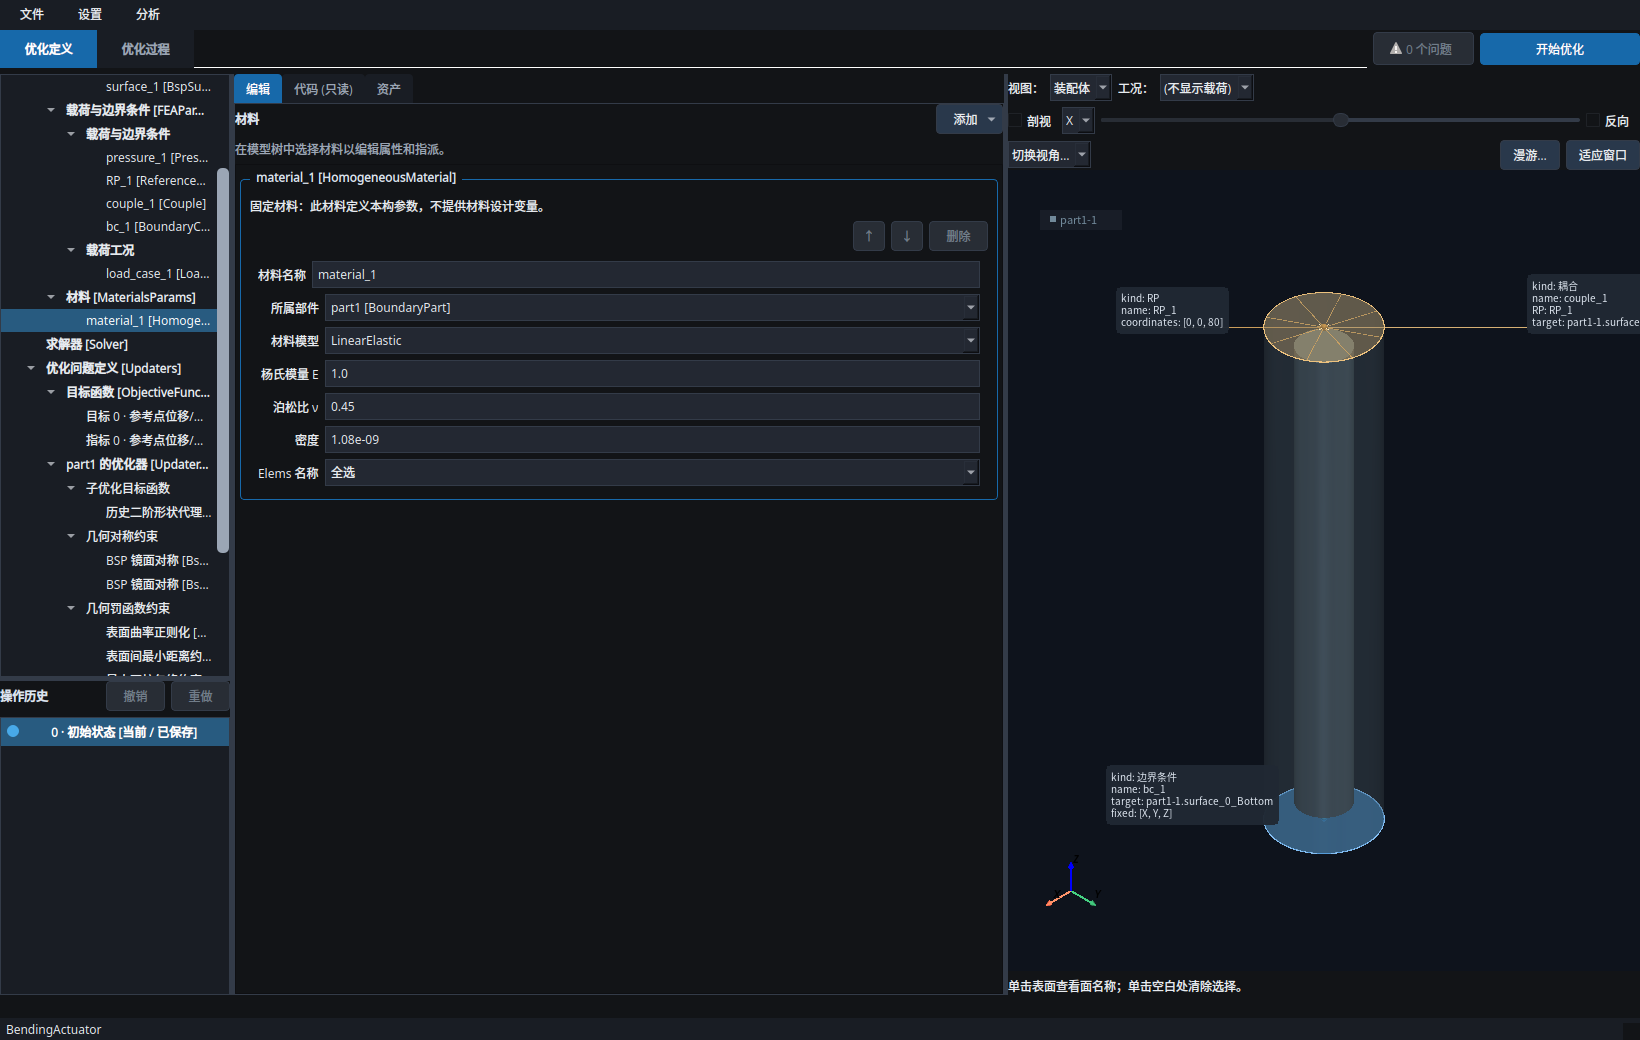 文件 设置 分析
优化定义 优化过程 0 个问题 开始优化
surface_1 [BspSu...
载荷与边界条件 [FEAPar...
载荷与边界条件
pressure_1 [Pres...
RP_1 [Reference...
couple_1 [Couple]
bc_1 [BoundaryC...
载荷工况
load_case_1 [Loa...
材料 [MaterialsParams]
material_1 [Homoge...
求解器 [Solver]
优化问题定义 [Updaters]
目标函数 [ObjectiveFunc...
目标 0 · 参考点位移/...
指标 0 · 参考点位移/...
part1 的优化器 [Updater...
子优化目标函数
历史二阶形状代理...
几何对称约束
BSP 镜面对称 [Bs...
BSP 镜面对称 [Bs...
几何罚函数约束
表面曲率正则化 [...
表面间最小距离约...
操作历史 撤销 重做
0 · 初始状态 [当前 / 已保存]
编辑 代码 (只读) 资产
材料 添加
在模型树中选择材料以编辑属性和指派。
material_1 [HomogeneousMaterial]
固定材料：此材料定义本构参数，不提供材料设计变量。
↑ ↓ 删除
材料名称 material_1
所属部件 part1 [BoundaryPart]
材料模型 LinearElastic
杨氏模量 E 1.0
泊松比 ν 0.45
密度 1.08e-09
Elems 名称 全选
视图： 装配体 工况： (不显示载荷)
剖视 X 反向
切换视角... 漫游... 适应窗口
part1-1
kind: RP
name: RP_1
coordinates: [0, 0, 80]
kind: 耦合
name: couple_1
RP: RP_1
target: part1-1.surface
kind: 边界条件
name: bc_1
target: part1-1.surface_0_Bottom
fixed: [X, Y, Z]
Z
Y
单击表面查看面名称；单击空白处清除选择。
BendingActuator